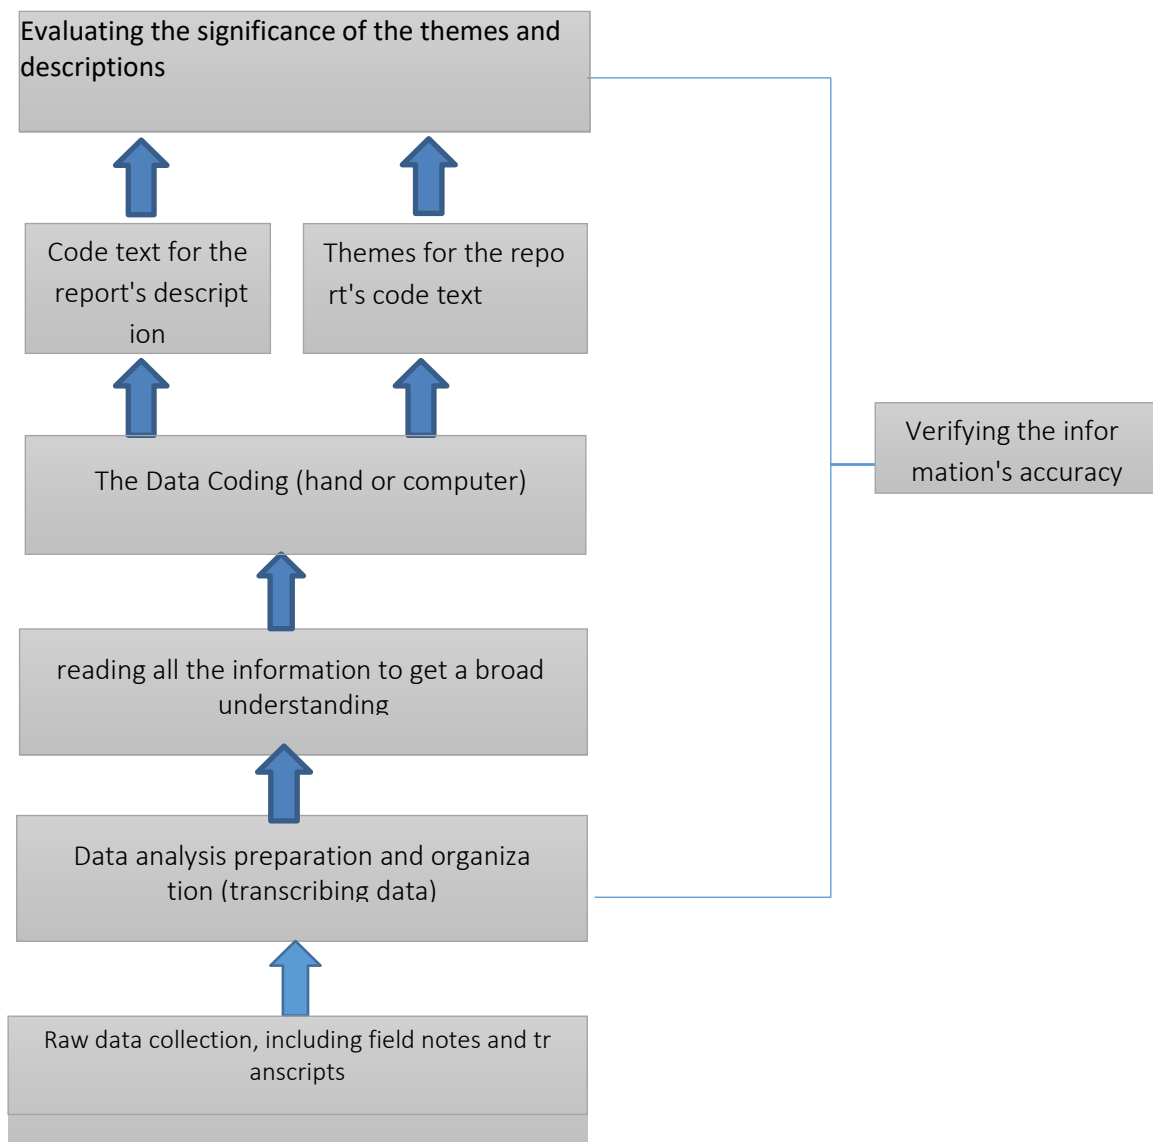 Evaluating the significance of the themes and
descriptions
Code text for the
report's descript
ion
Themes for the repo
rt's code text
The Data Coding (hand or computer)
Verifying the infor
mation's accuracy
reading all the information to get a broad
understanding
Data analysis preparation and organiza
tion (transcribing data)
Raw data collection, including field notes and tr
anscripts